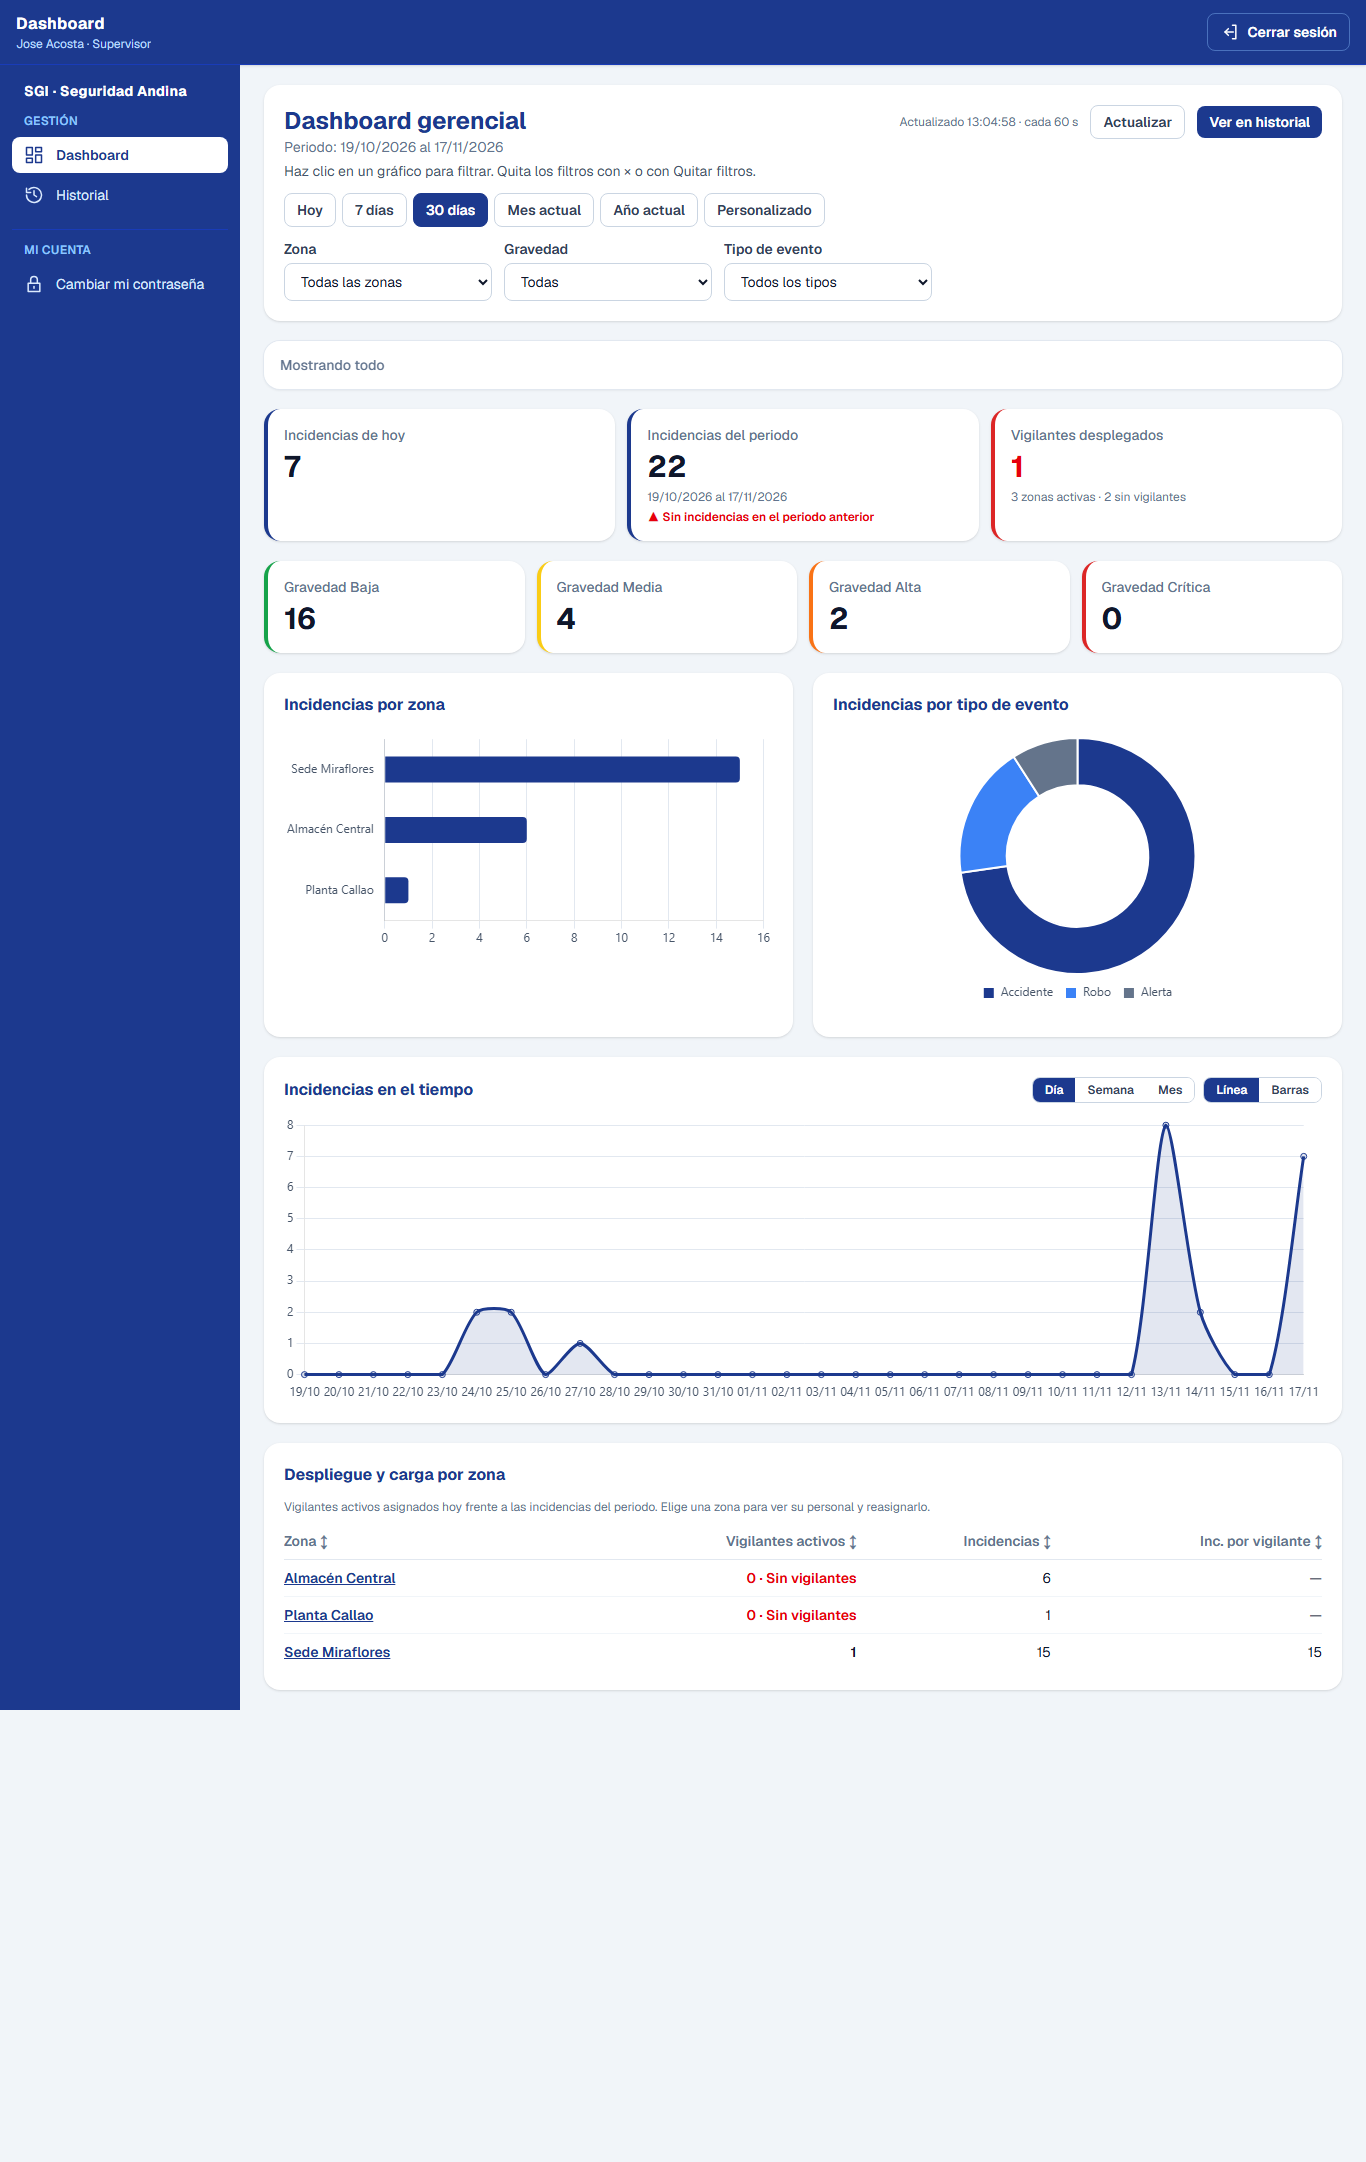 Dashboard
Jose Acosta · Supervisor
Cerrar sesión
SGI · Seguridad Andina
GESTIÓN
Dashboard
Historial
MI CUENTA
Cambiar mi contraseña
Dashboard gerencial
Actualizado 13:04:58 · cada 60 s
Actualizar
Ver en historial
Periodo: 19/10/2026 al 17/11/2026
Haz clic en un gráfico para filtrar. Quita los filtros con × o con Quitar filtros.
Hoy 7 días 30 días Mes actual Año actual Personalizado
Zona Gravedad Tipo de evento
Todas las zonas Todas Todos los tipos
Mostrando todo
Incidencias de hoy
7
Incidencias del periodo
22
19/10/2026 al 17/11/2026
▲ Sin incidencias en el periodo anterior
Vigilantes desplegados
1
3 zonas activas · 2 sin vigilantes
Gravedad Baja
16
Gravedad Media
4
Gravedad Alta
2
Gravedad Crítica
0
Incidencias por zona
Sede Miraflores
Almacén Central
Planta Callao
0 2 4 6 8 10 12 14 16
Incidencias por tipo de evento
Accidente Robo Alerta
Incidencias en el tiempo
Día Semana Mes
Línea Barras
8
7
6
5
4
3
2
1
0
19/10 20/10 21/10 22/10 23/10 24/10 25/10 26/10 27/10 28/10 29/10 30/10 31/10 01/11 02/11 03/11 04/11 05/11 06/11 07/11 08/11 09/11 10/11 11/11 12/11 13/11 14/11 15/11 16/11 17/11
Despliegue y carga por zona
Vigilantes activos asignados hoy frente a las incidencias del periodo. Elige una zona para ver su personal y reasignarlo.
Zona ↕ Vigilantes activos ↕ Incidencias ↕ Inc. por vigilante ↕
Almacén Central 0 · Sin vigilantes 6 —
Planta Callao 0 · Sin vigilantes 1 —
Sede Miraflores 1 15 15